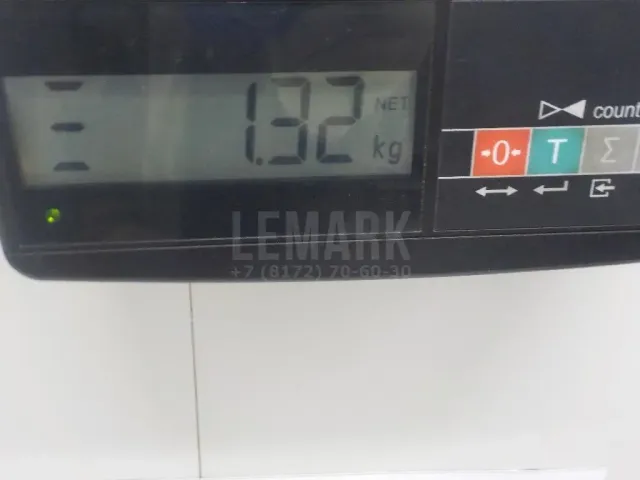 1.32 NET
kg
count
→0← T Σ
LEMARK
+7 (8172) 70-60-30